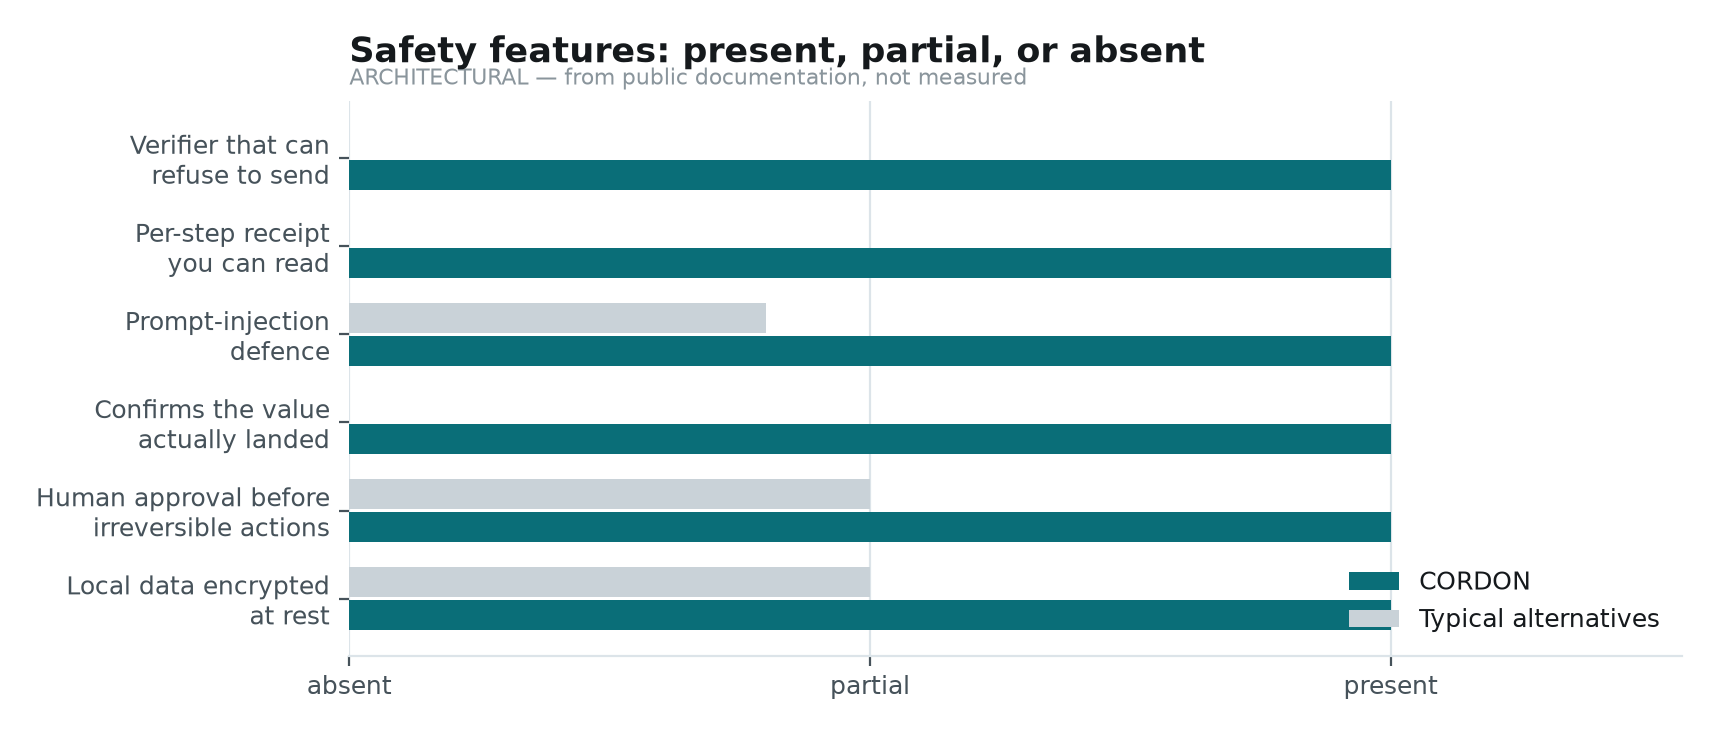 Safety features: present, partial, or absent
ARCHITECTURAL — from public documentation, not measured
Verifier that can
refuse to send
Per-step receipt
you can read
Prompt-injection
defence
Confirms the value
actually landed
Human approval before
irreversible actions
Local data encrypted
at rest
CORDON
Typical alternatives
absent
partial
present